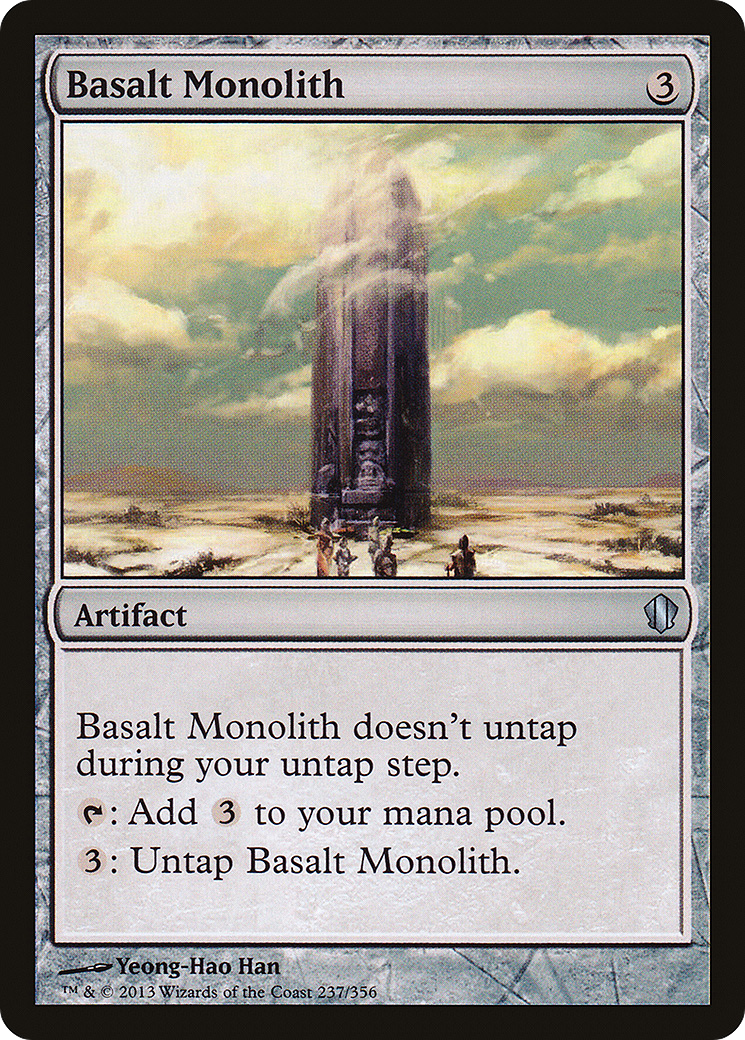 Basalt Monolith 3
Artifact
Basalt Monolith doesn't untap
during your untap step.
: Add 3 to your mana pool.
3: Untap Basalt Monolith.
Yeong-Hao Han
™ & © 2013 Wizards of the Coast 237/356